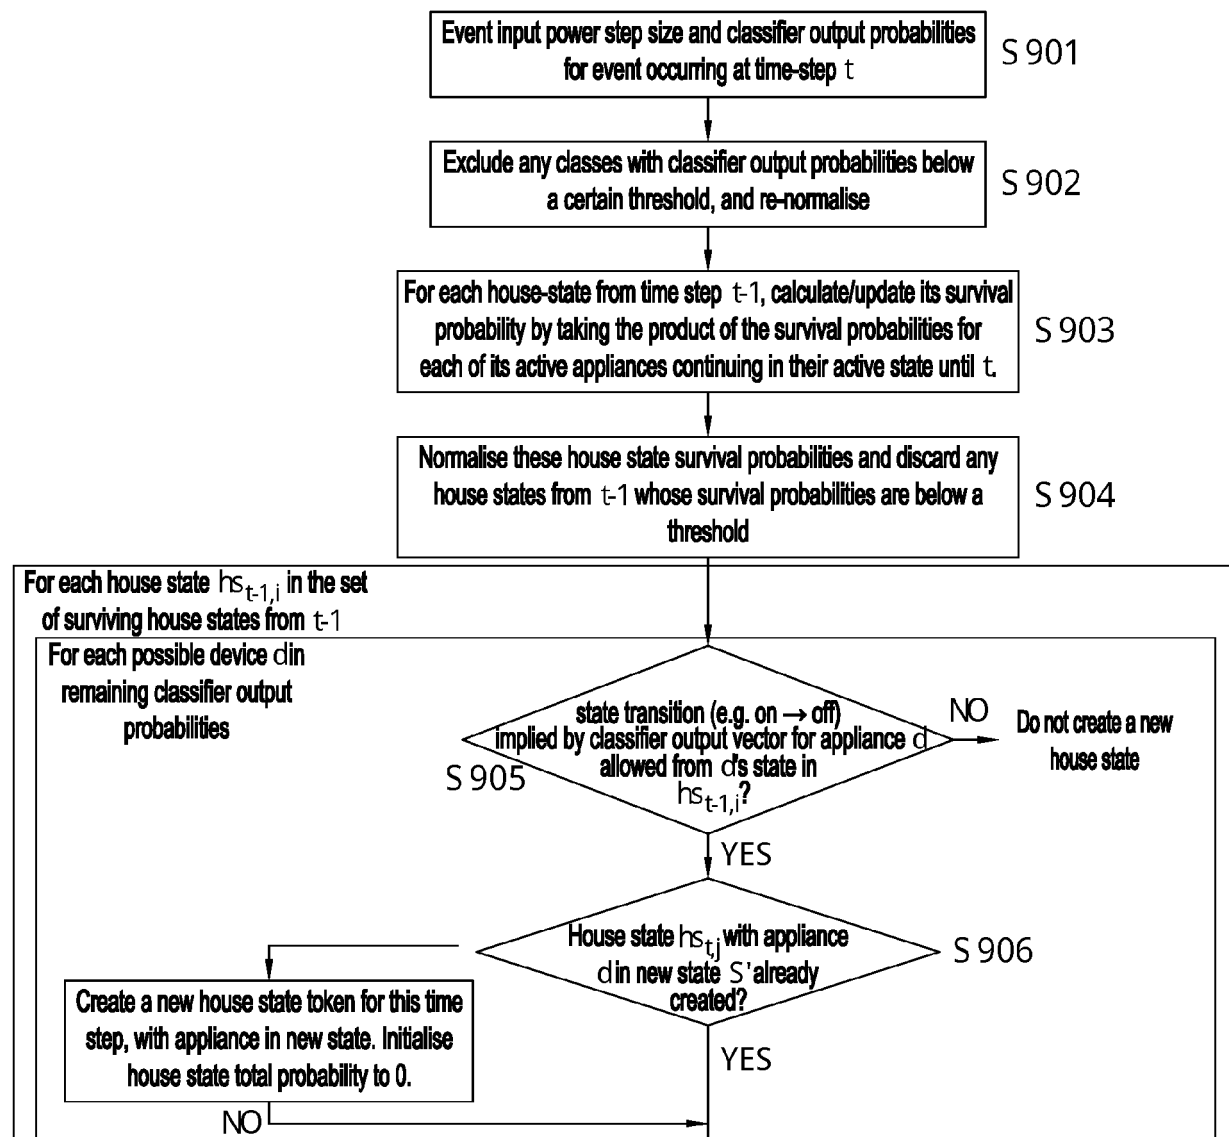 Event input power step size and classifier output probabilities
for event occurring at time-step t
S 901
Exclude any classes with classifier output probabilities below
a certain threshold, and re-normalise
S 902
For each house-state from time step t-1, calculate/update its survival
probability by taking the product of the survival probabilities for
each of its active appliances continuing in their active state until t.
S 903
Normalise these house state survival probabilities and discard any
house states from t-1 whose survival probabilities are below a
threshold
S 904
For each house state hs t-1,i in the set
of surviving house states from t-1
For each possible device d in
remaining classifier output
probabilities
state transition (e.g. on → off)
implied by classifier output vector for appliance d
allowed from d's state in
hs t-1,i?
S 905
NO
Do not create a new
house state
YES
House state hs t,j with appliance
d in new state S' already
created?
S 906
Create a new house state token for this time
step, with appliance in new state. Initialise
house state total probability to 0.
YES
NO